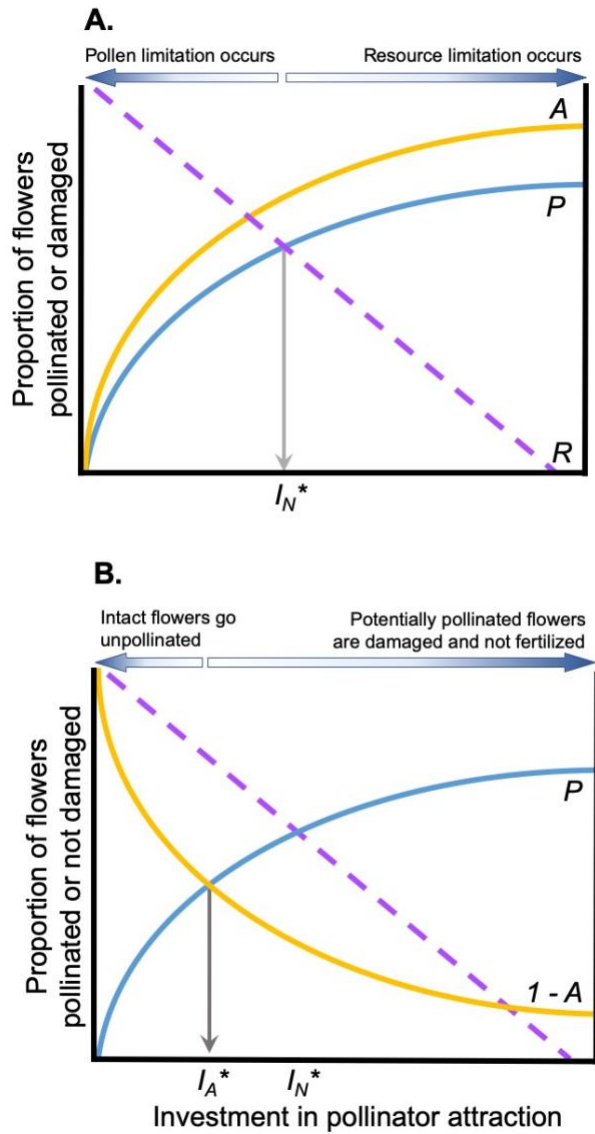 A.
Pollen limitation occurs
Resource limitation occurs
Proportion of flowers
pollinated or damaged
A
P
R
I_N*
B.
Intact flowers go
unpollinated
Potentially pollinated flowers
are damaged and not fertilized
Proportion of flowers
pollinated or not damaged
P
1 - A
I_A*
I_N*
Investment in pollinator attraction